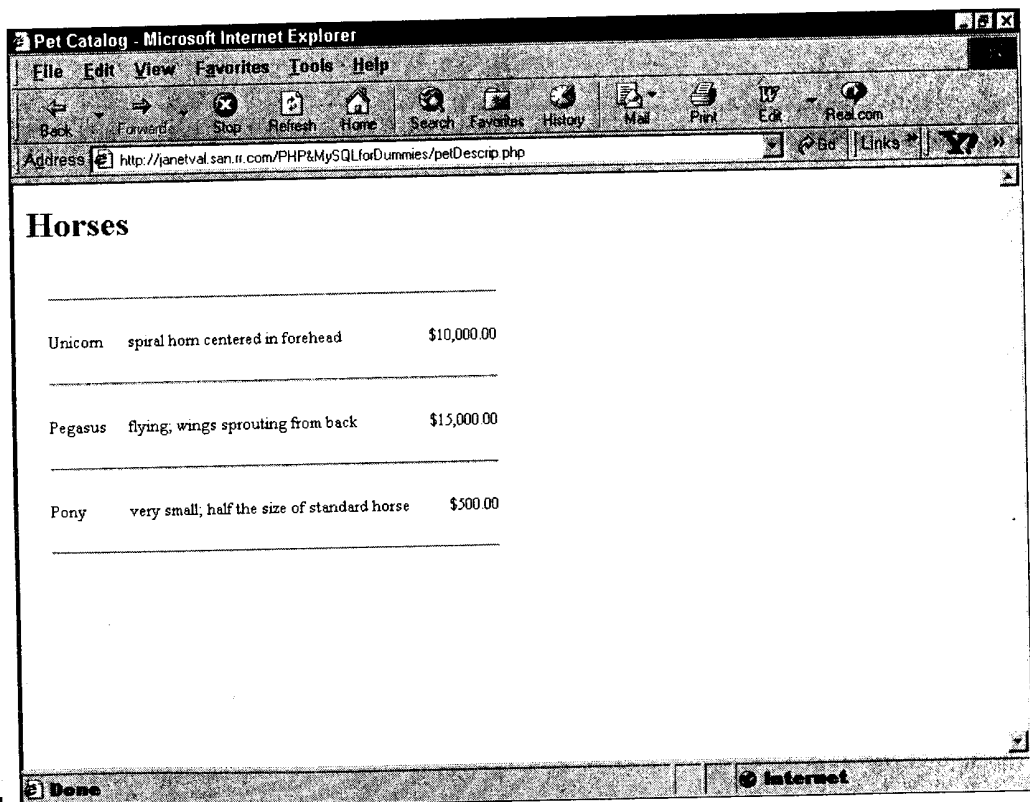 Pet Catalog - Microsoft Internet Explorer
File Edit View Favorites Tools Help
Back Forward Stop Refresh Home Search Favorites History Mail Print Edit Real.com
Address http://janetval.san.rr.com/PHP&MySQLforDummies/petDescrip.php Go Links
Horses
Unicorn spiral horn centered in forehead $10,000.00
Pegasus flying; wings sprouting from back $15,000.00
Pony very small; half the size of standard horse $500.00
Done Internet